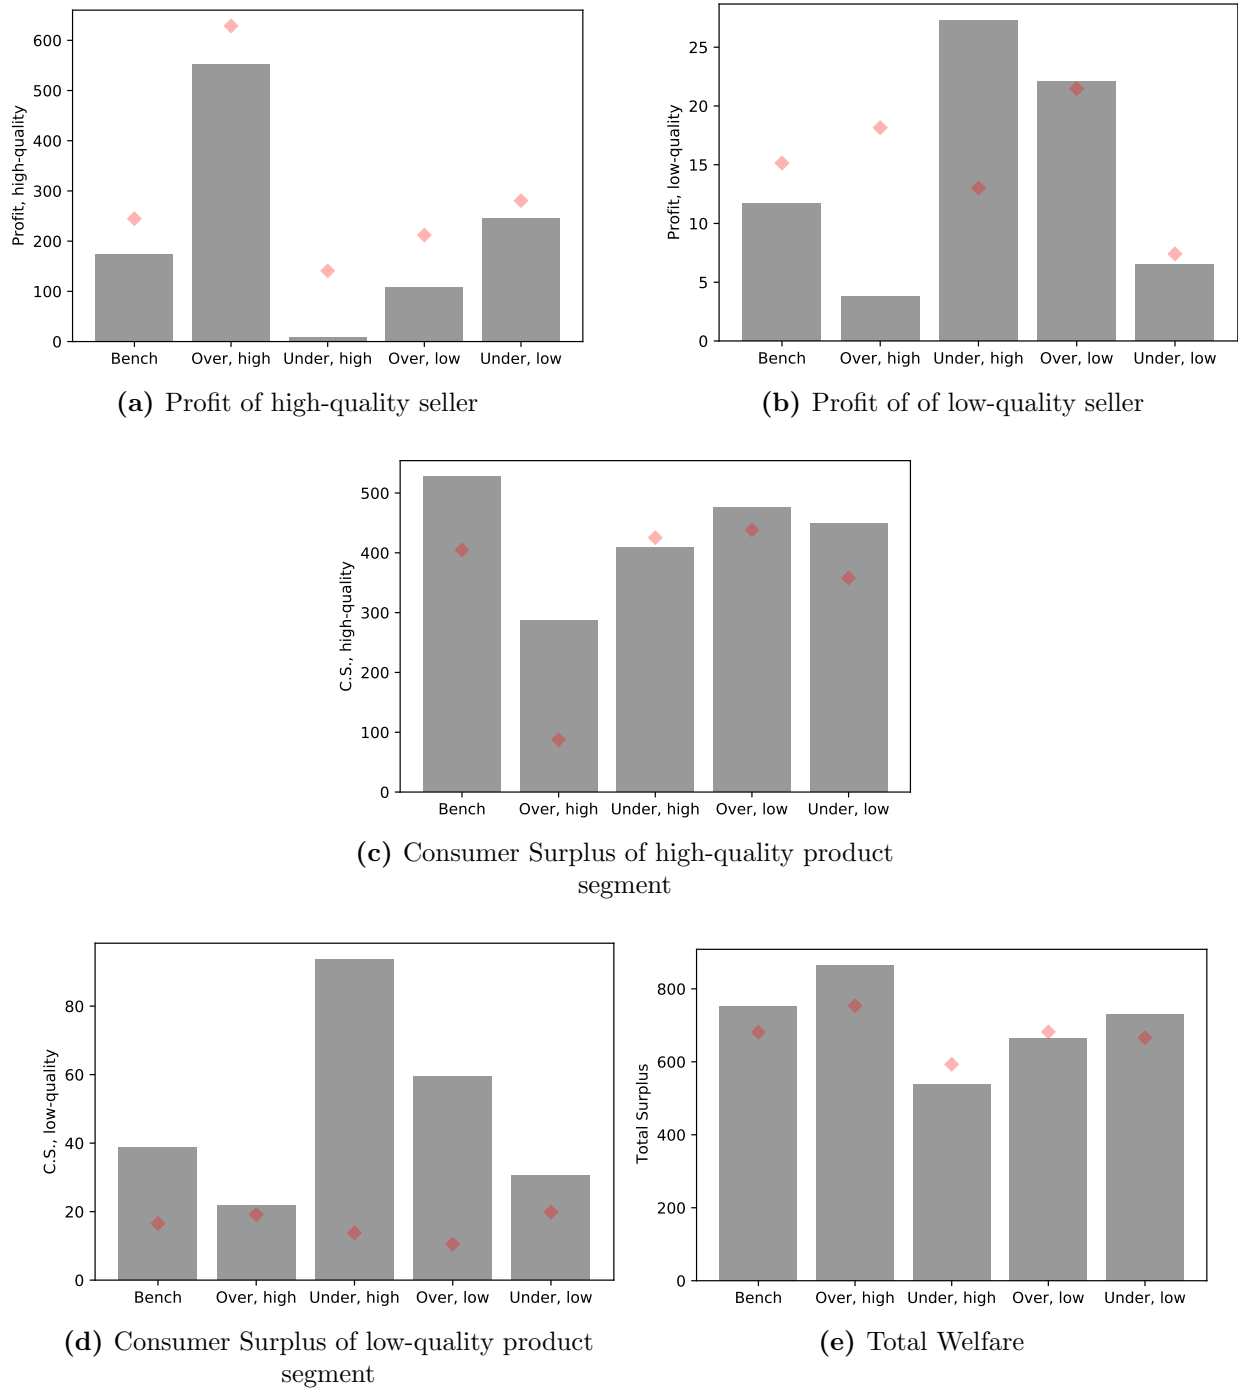 600
500
400
300
200
100
0
Profit, high-quality
Bench Over, high Under, high Over, low Under, low
(a) Profit of high-quality seller
25
20
15
10
5
0
Profit, low-quality
Bench Over, high Under, high Over, low Under, low
(b) Profit of of low-quality seller
500
400
300
200
100
0
C.S., high-quality
Bench Over, high Under, high Over, low Under, low
(c) Consumer Surplus of high-quality product
segment
80
60
40
20
0
C.S., low-quality
Bench Over, high Under, high Over, low Under, low
(d) Consumer Surplus of low-quality product
segment
800
600
400
200
0
Total Surplus
Bench Over, high Under, high Over, low Under, low
(e) Total Welfare